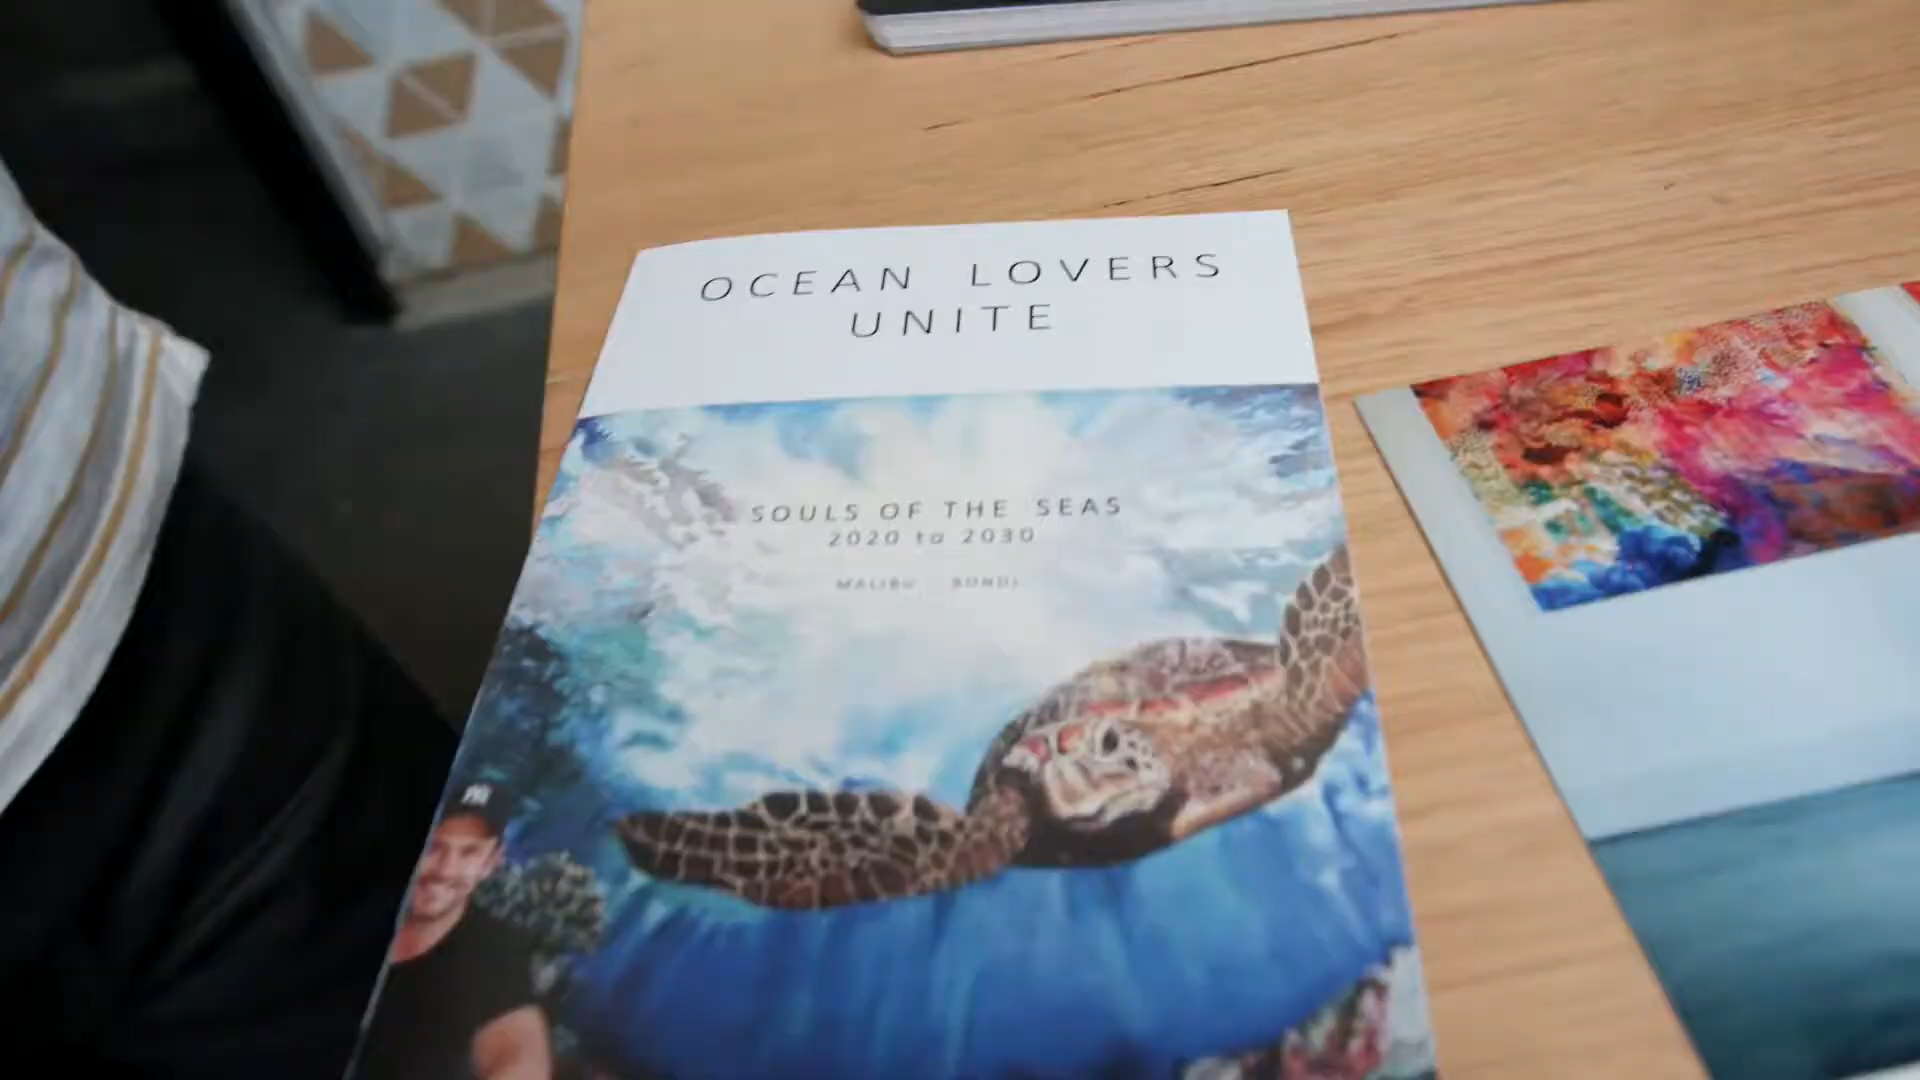 OCEAN LOVERS
UNITE
SOULS OF THE SEAS
2020 to 2030
MALIBU BONDI